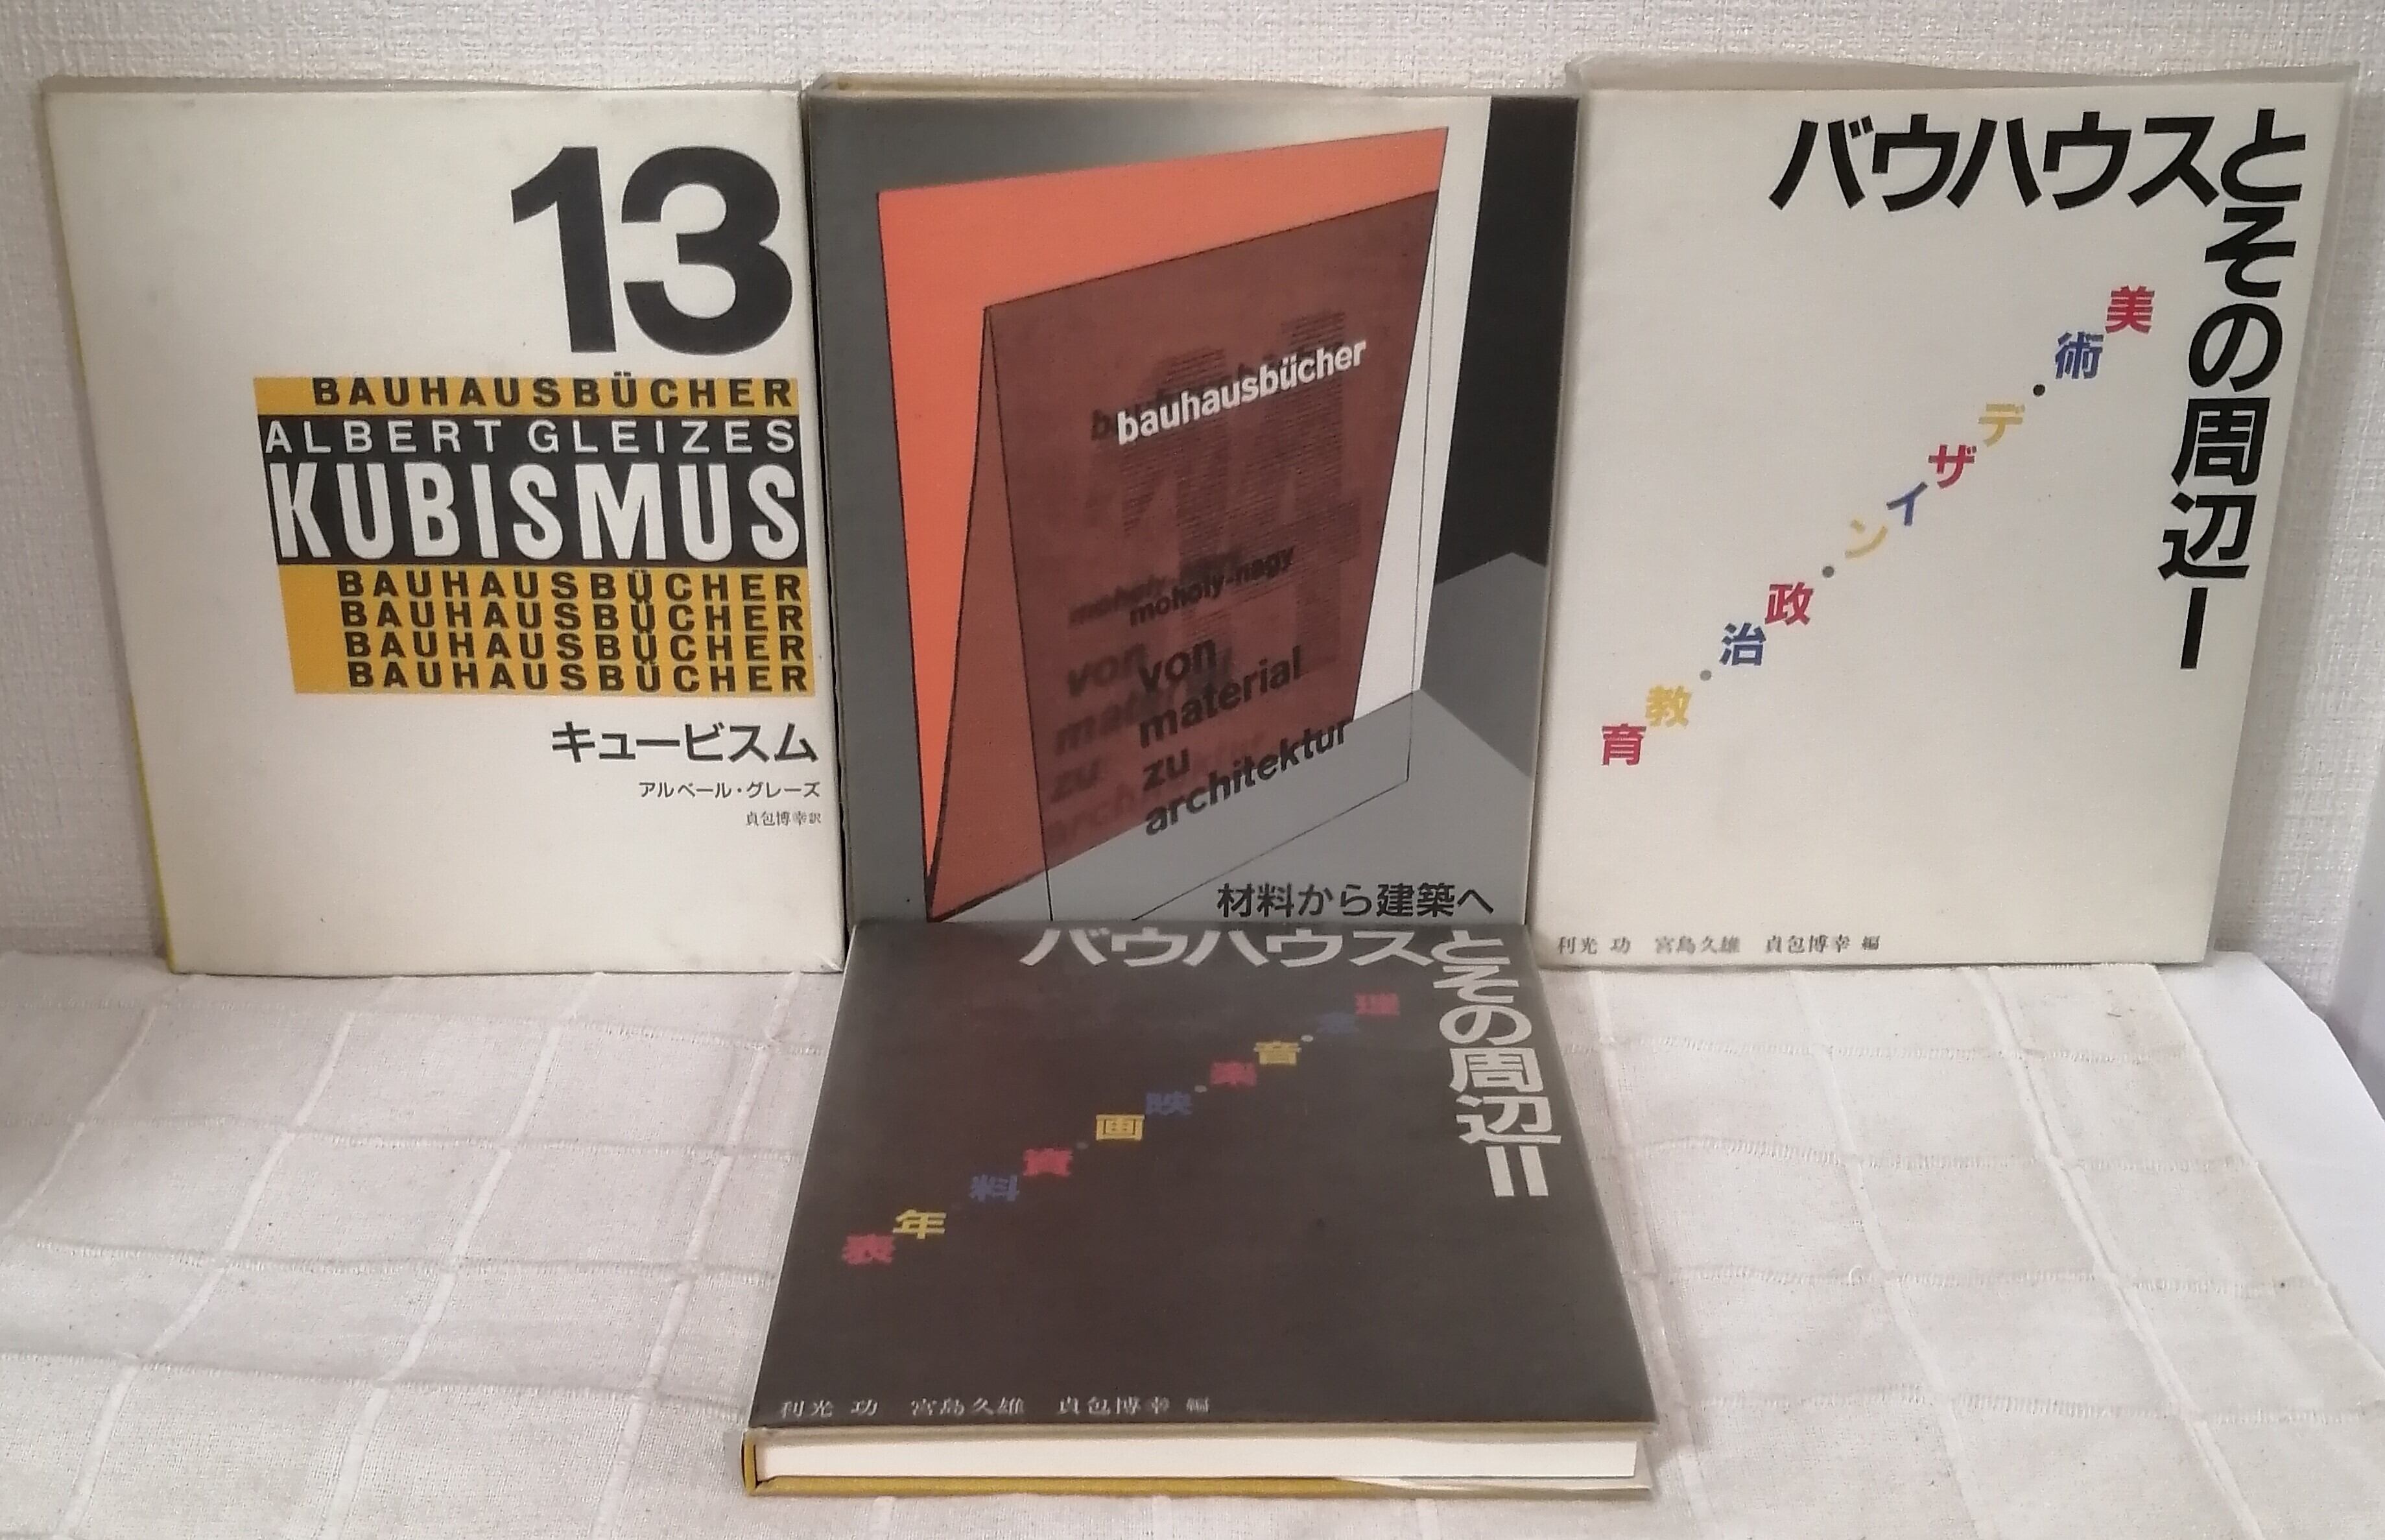 13
BAUHAUSBÜCHER
ALBERT GLEIZES
KUBISMUS
BAUHAUSBÜCHER
BAUHAUSBÜCHER
BAUHAUSBÜCHER
BAUHAUSBÜCHER
キュービスム
アルベール・グレーズ
貞包博幸訳
14
bauhausbücher
moholy-nagy
von
material
zu
architektur
材料から建築へ
バウハウスとその周辺I
美術・デザイン・政治・教育
利光 功 宮島久雄 貞包博幸 編
バウハウスとその周辺II
理念・音楽・映画・資料・年表
利光 功 宮島久雄 貞包博幸 編